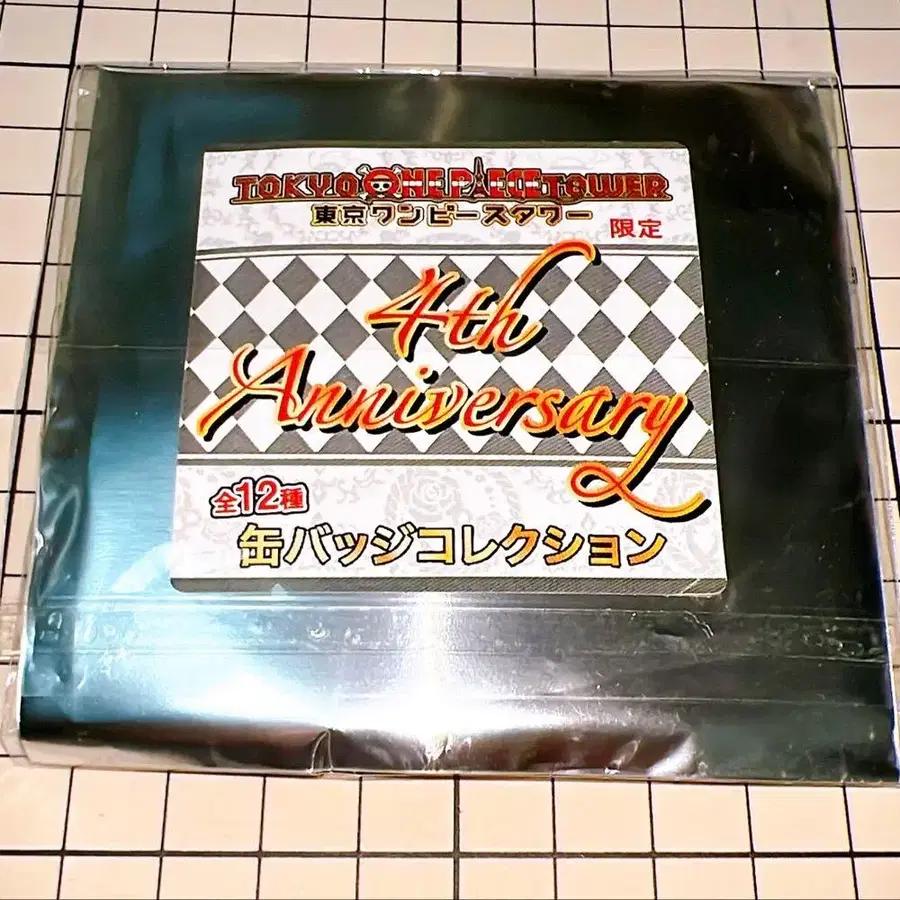 TOKYO ONE PIECE TOWER
東京ワンピースタワー
限定
4th
Anniversary
全12種
缶バッジコレクション